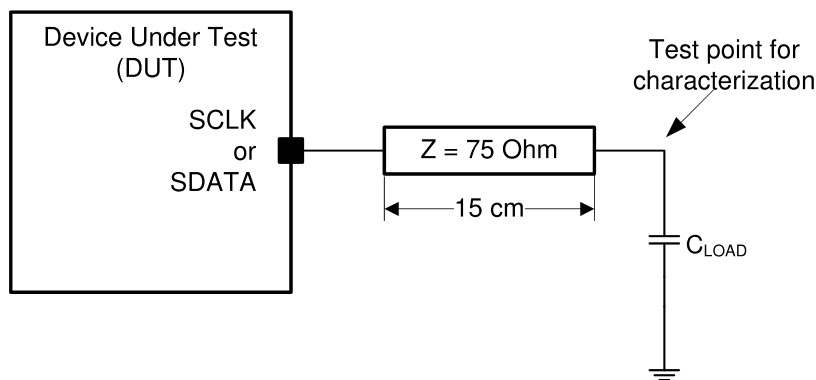 Device Under Test
(DUT)
SCLK
or
SDATA
Z = 75 Ohm
15 cm
Test point for
characterization
CLOAD